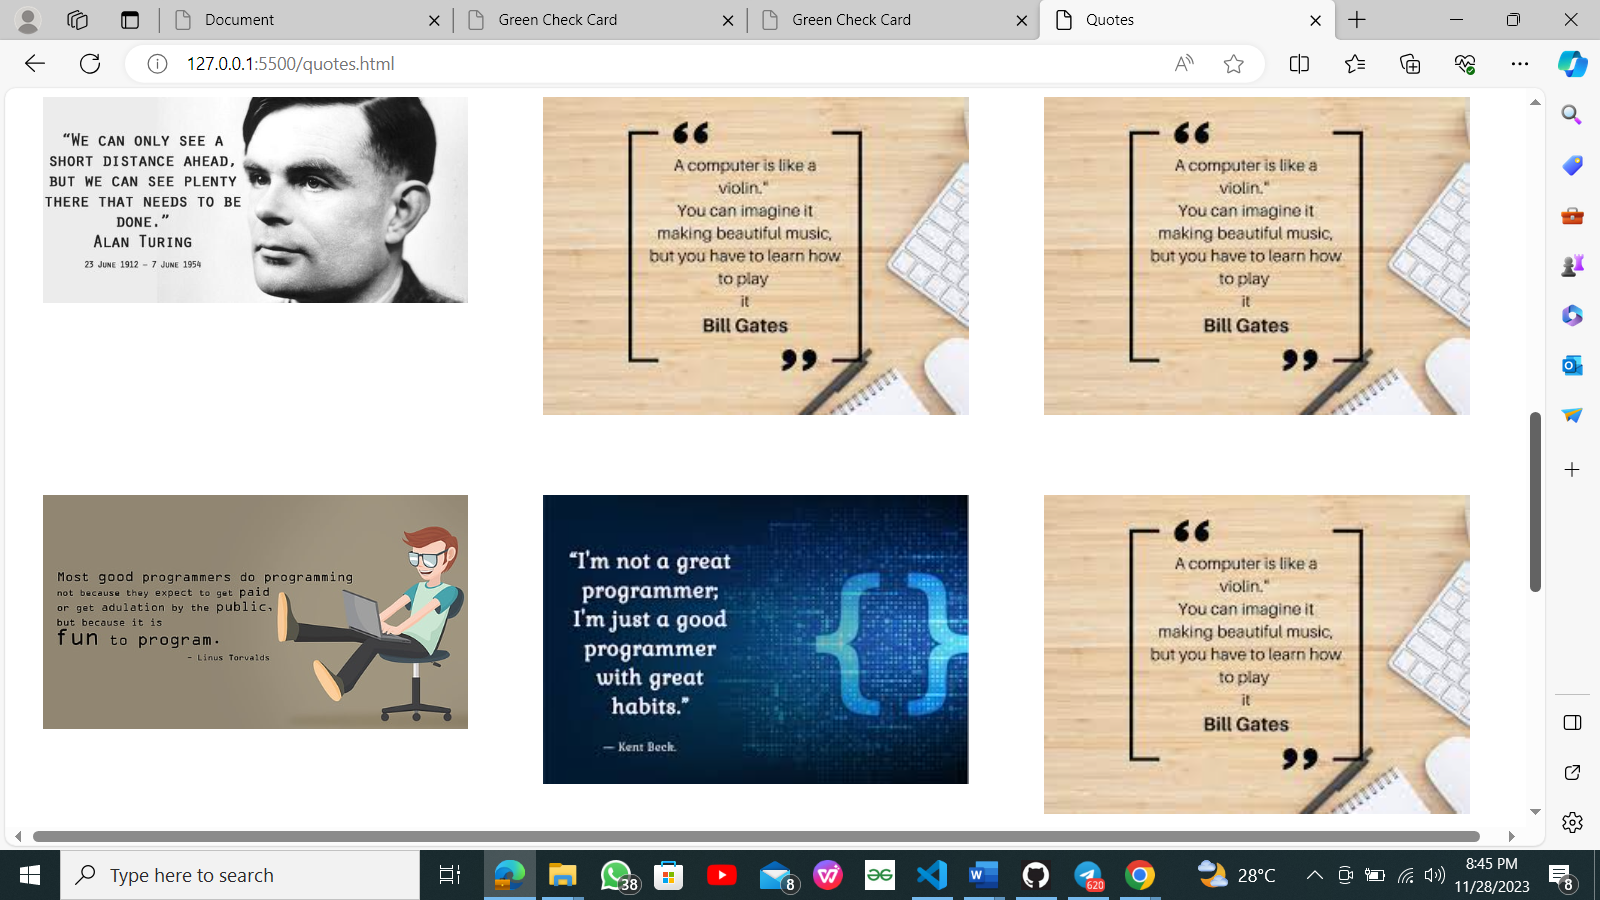 Document
Green Check Card
Green Check Card
Quotes
127.0.0.1:5500/quotes.html
“We can only see a
short distance ahead,
but we can see plenty
there that needs to be
done.”
Alan Turing
23 June 1912 – 7 June 1954
A computer is like a
violin."
You can imagine it
making beautiful music,
but you have to learn how
to play
it
Bill Gates
A computer is like a
violin."
You can imagine it
making beautiful music,
but you have to learn how
to play
it
Bill Gates
Most good programmers do programming
not because they expect to get paid
or get adulation by the public,
but because it is
fun to program.
- Linus Torvalds
“I'm not a great
programmer;
I'm just a good
programmer
with great
habits.”
— Kent Beck.
A computer is like a
violin."
You can imagine it
making beautiful music,
but you have to learn how
to play
it
Bill Gates
Type here to search
38
8
620
28°C
8:45 PM
11/28/2023
8